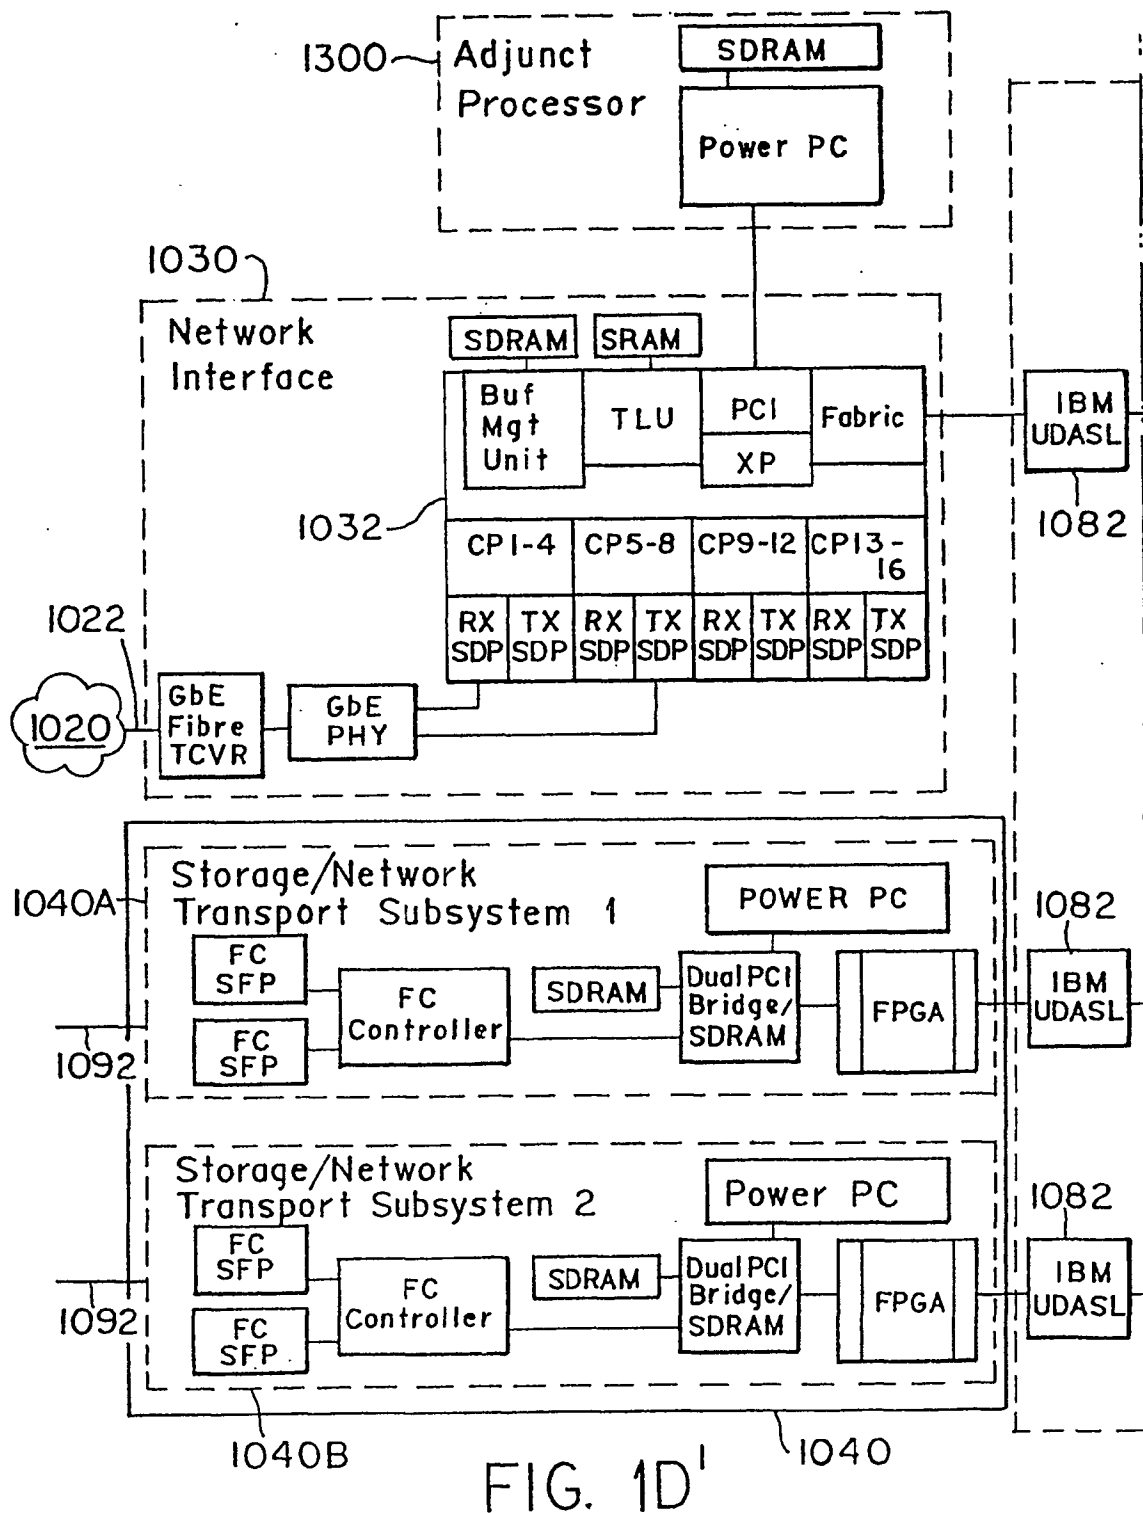 1300
Adjunct
Processor
SDRAM
Power PC
1030
Network
Interface
SDRAM
SRAM
Buf
Mgt
Unit
TLU
PCI
XP
Fabric
IBM
UDASL
1082
1032
CP1-4
CP5-8
CP9-12
CP13-
16
RX
SDP
TX
SDP
RX
SDP
TX
SDP
RX
SDP
TX
SDP
RX
SDP
TX
SDP
1022
1020
GbE
Fibre
TCVR
GbE
PHY
1040A
Storage/Network
Transport Subsystem 1
POWER PC
FC
SFP
FC
SFP
FC
Controller
SDRAM
Dual PCI
Bridge/
SDRAM
FPGA
1082
IBM
UDASL
1092
Storage/Network
Transport Subsystem 2
Power PC
FC
SFP
FC
SFP
FC
Controller
SDRAM
Dual PCI
Bridge/
SDRAM
FPGA
1082
IBM
UDASL
1092
1040B
1040
FIG. 1D'